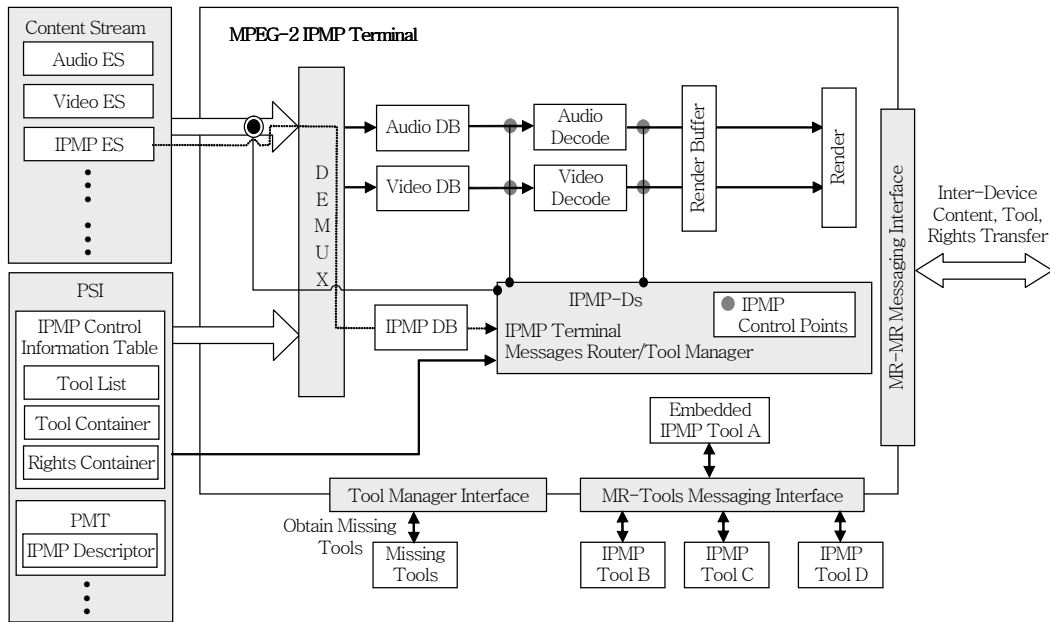 Content Stream
Audio ES
Video ES
IPMP ES
PSI
IPMP Control
Information Table
Tool List
Tool Container
Rights Container
PMT
IPMP Descriptor
MPEG-2 IPMP Terminal
D
E
M
U
X
Audio DB
Video DB
Audio
Decode
Video
Decode
Render Buffer
Render
IPMP DB
IPMP-Ds
IPMP Terminal
Messages Router/Tool Manager
IPMP
Control Points
MR-MR Messaging Interface
Inter-Device
Content, Tool,
Rights Transfer
Embedded
IPMP Tool A
Tool Manager Interface
MR-Tools Messaging Interface
Obtain Missing
Tools
Missing
Tools
IPMP
Tool B
IPMP
Tool C
IPMP
Tool D